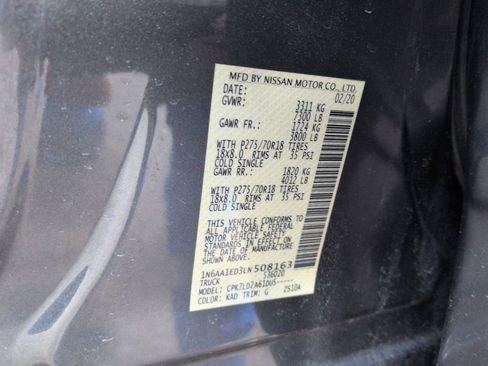 MFD BY NISSAN MOTOR CO., LTD.
DATE: 02/20
GVWR: 3311 KG
7300 LB
GAWR FR.: 1724 KG
3800 LB
WITH P275/70R18 TIRES
18X8.0 RIMS AT 35 PSI
COLD SINGLE
GAWR RR.: 1820 KG
4012 LB
WITH P275/70R18 TIRES
18X8.0 RIMS AT 35 PSI
COLD SINGLE
THIS VEHICLE CONFORMS TO
ALL APPLICABLE FEDERAL
MOTOR VEHICLE SAFETY
STANDARDS IN EFFECT ON
THE DATE OF MANUFACTURE
SHOWN ABOVE.
1N6AA1ED3LN508163
TRUCK 536020
MODEL: CPK7LD2A61DUS-----
COLOR: KAD TRIM: G 2510A